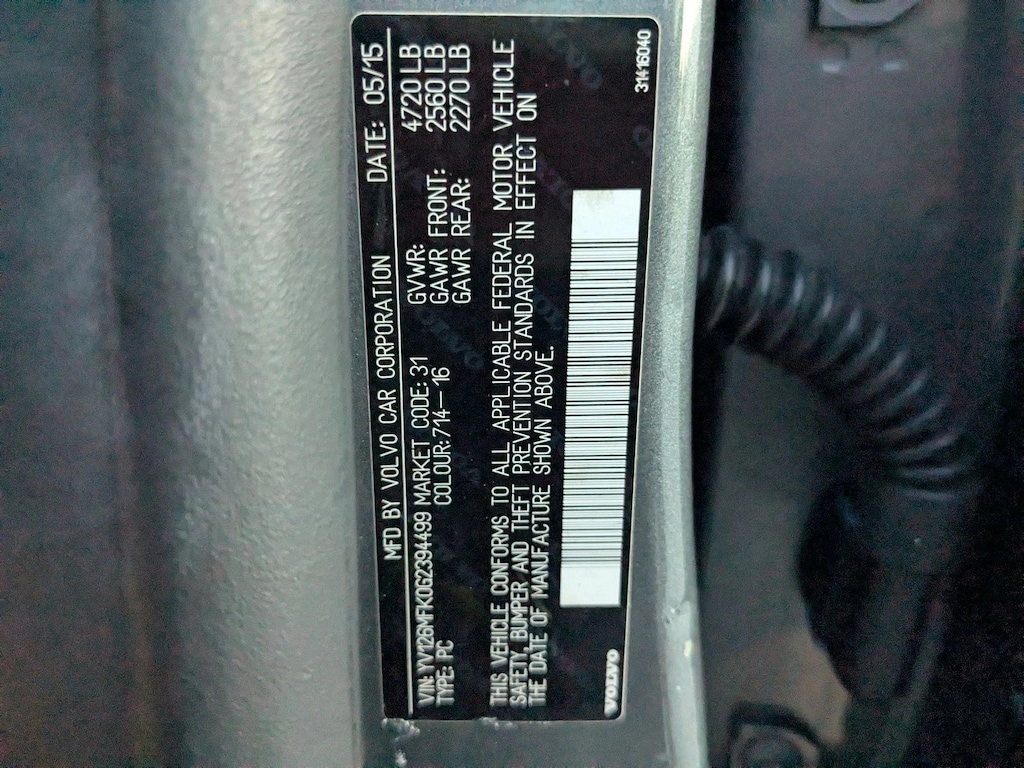 MFD BY VOLVO CAR CORPORATION DATE: 05/15
VIN: YV126MFK0G2394499 MARKET CODE: 31 GVWR: 4720 LB
TYPE: PC COLOUR: 714—16 GAWR FRONT: 2560 LB
GAWR REAR: 2270 LB
THIS VEHICLE CONFORMS TO ALL APPLICABLE FEDERAL MOTOR VEHICLE
SAFETY, BUMPER AND THEFT PREVENTION STANDARDS IN EFFECT ON
THE DATE OF MANUFACTURE SHOWN ABOVE.
VOLVO
31416040